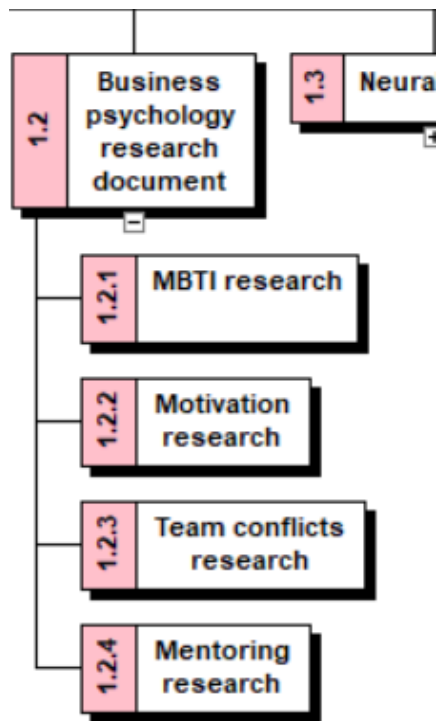 1.2
Business
psychology
research
document
1.3
Neura
1.2.1
MBTI research
1.2.2
Motivation
research
1.2.3
Team conflicts
research
1.2.4
Mentoring
research